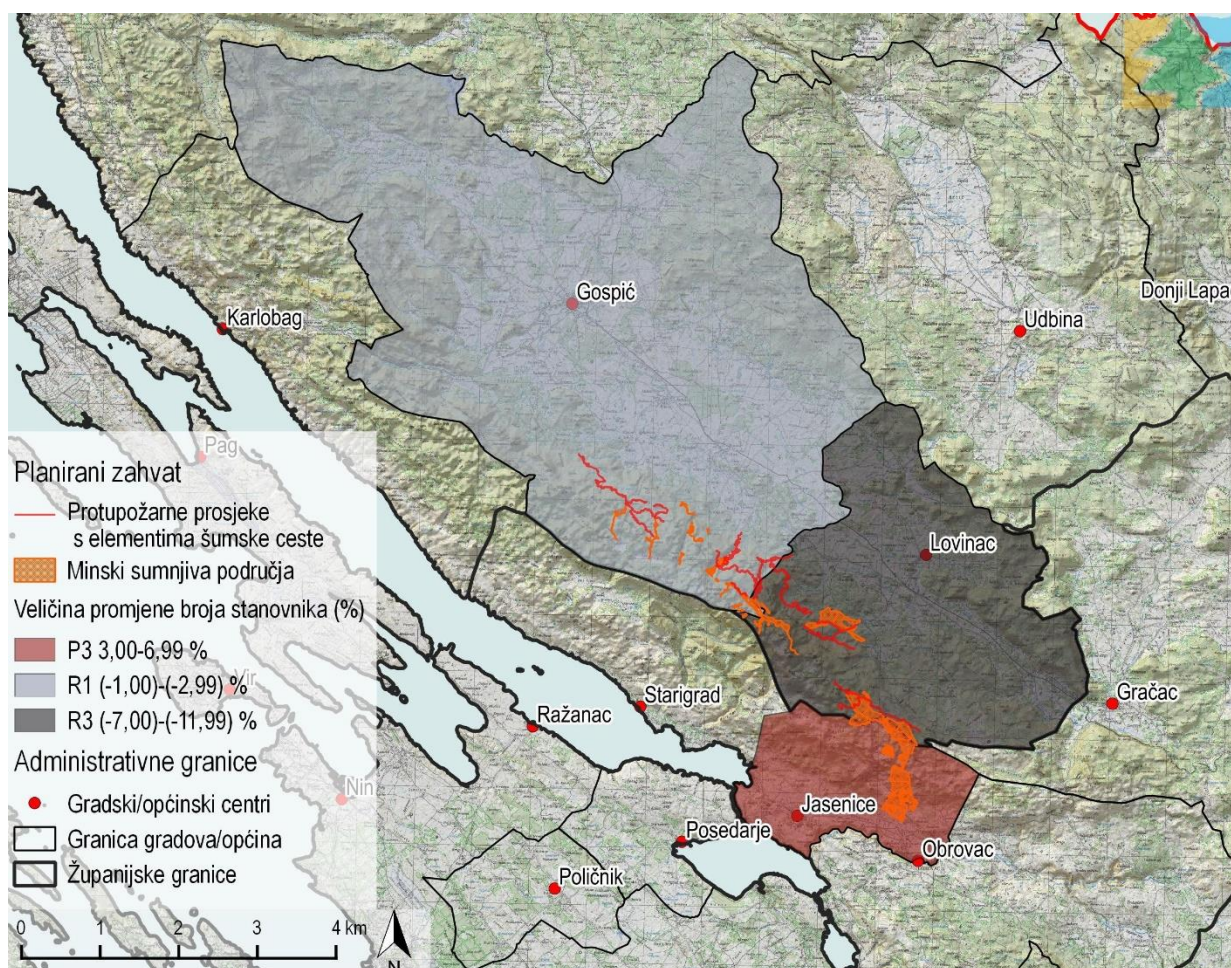 Gospić
Karlobag
Udbina
Donji Lapa
Pag
Planirani zahvat
Protupožarne prosjeke
s elementima šumske ceste
Minski sumnjiva područja
Veličina promjene broja stanovnika (%)
P3 3,00-6,99 %
R1 (-1,00)-(-2,99) %
R3 (-7,00)-(-11,99) %
Administrativne granice
Gradski/općinski centri
Granica gradova/općina
Županijske granice
0 1 2 3 4 km
N
Vir
Nin
Lovinac
Starigrad
Ražanac
Gračac
Jasenice
Posedarje
Obrovac
Poličnik